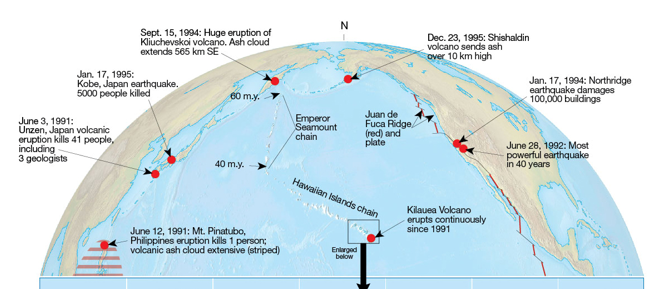 N
Sept. 15, 1994: Huge eruption of
Kliuchevskoi volcano. Ash cloud
extends 565 km SE
Dec. 23, 1995: Shishaldin
volcano sends ash
over 10 km high
Jan. 17, 1995:
Kobe, Japan earthquake.
5000 people killed
60 m.y.
Jan. 17, 1994: Northridge
earthquake damages
100,000 buildings
June 3, 1991:
Unzen, Japan volcanic
eruption kills 41 people,
including
3 geologists
Emperor
Seamount
chain
Juan de
Fuca Ridge
(red) and
plate
June 28, 1992: Most
powerful earthquake
in 40 years
40 m.y.
Hawaiian Islands chain
Kilauea Volcano
erupts continuously
since 1991
June 12, 1991: Mt. Pinatubo,
Philippines eruption kills 1 person;
volcanic ash cloud extensive (striped)
Enlarged
below